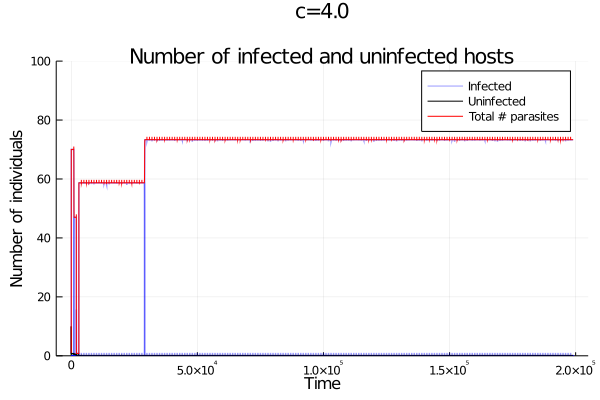 c=4.0
Number of infected and uninfected hosts
Infected
Uninfected
Total # parasites
Number of individuals
100
80
60
40
20
0
0 5.0×10⁴ 1.0×10⁵ 1.5×10⁵ 2.0×10⁵
Time